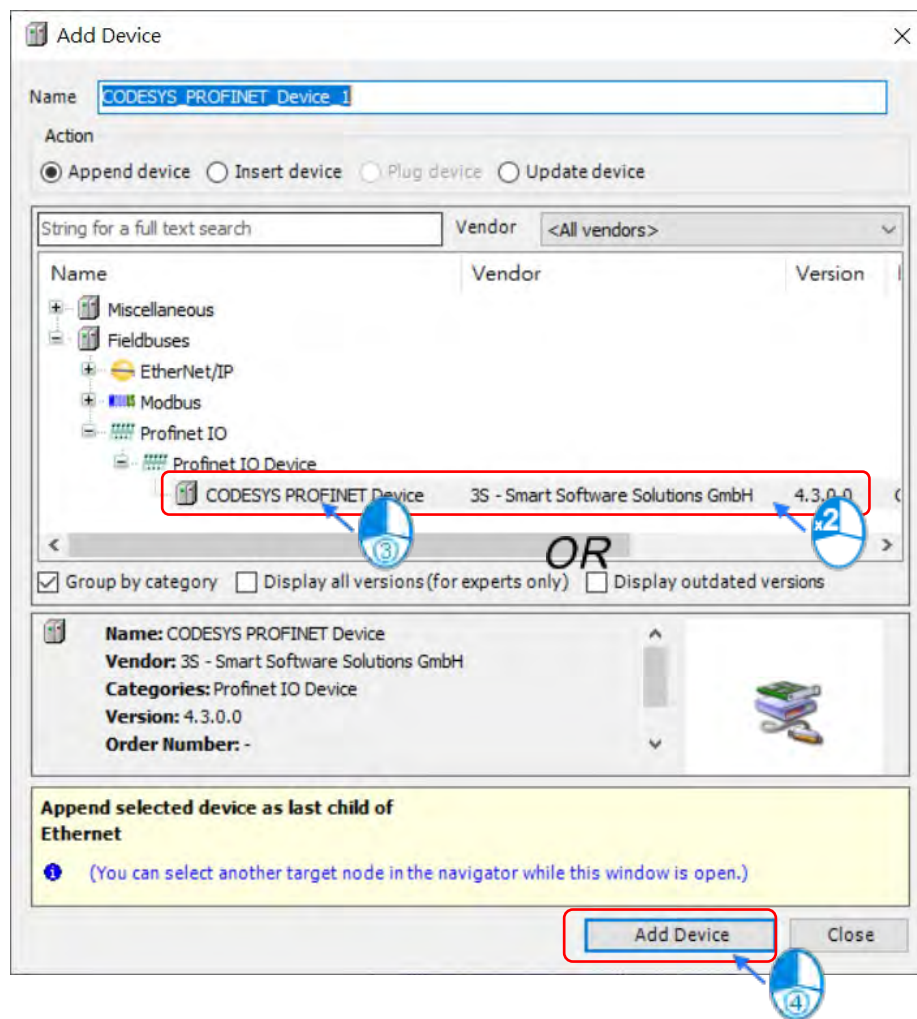 Add Device
Name CODESYS_PROFINET_Device_1
Action
Append device Insert device Plug device Update device
String for a full text search Vendor <All vendors>
Name Vendor Version
Miscellaneous
Fieldbuses
EtherNet/IP
Modbus
Profinet IO
Profinet IO Device
CODESYS PROFINET Device 3S - Smart Software Solutions GmbH 4.3.0.0
x2
③
OR
Group by category Display all versions (for experts only) Display outdated versions
Name: CODESYS PROFINET Device
Vendor: 3S - Smart Software Solutions GmbH
Categories: Profinet IO Device
Version: 4.3.0.0
Order Number: -
Append selected device as last child of
Ethernet
(You can select another target node in the navigator while this window is open.)
Add Device Close
④